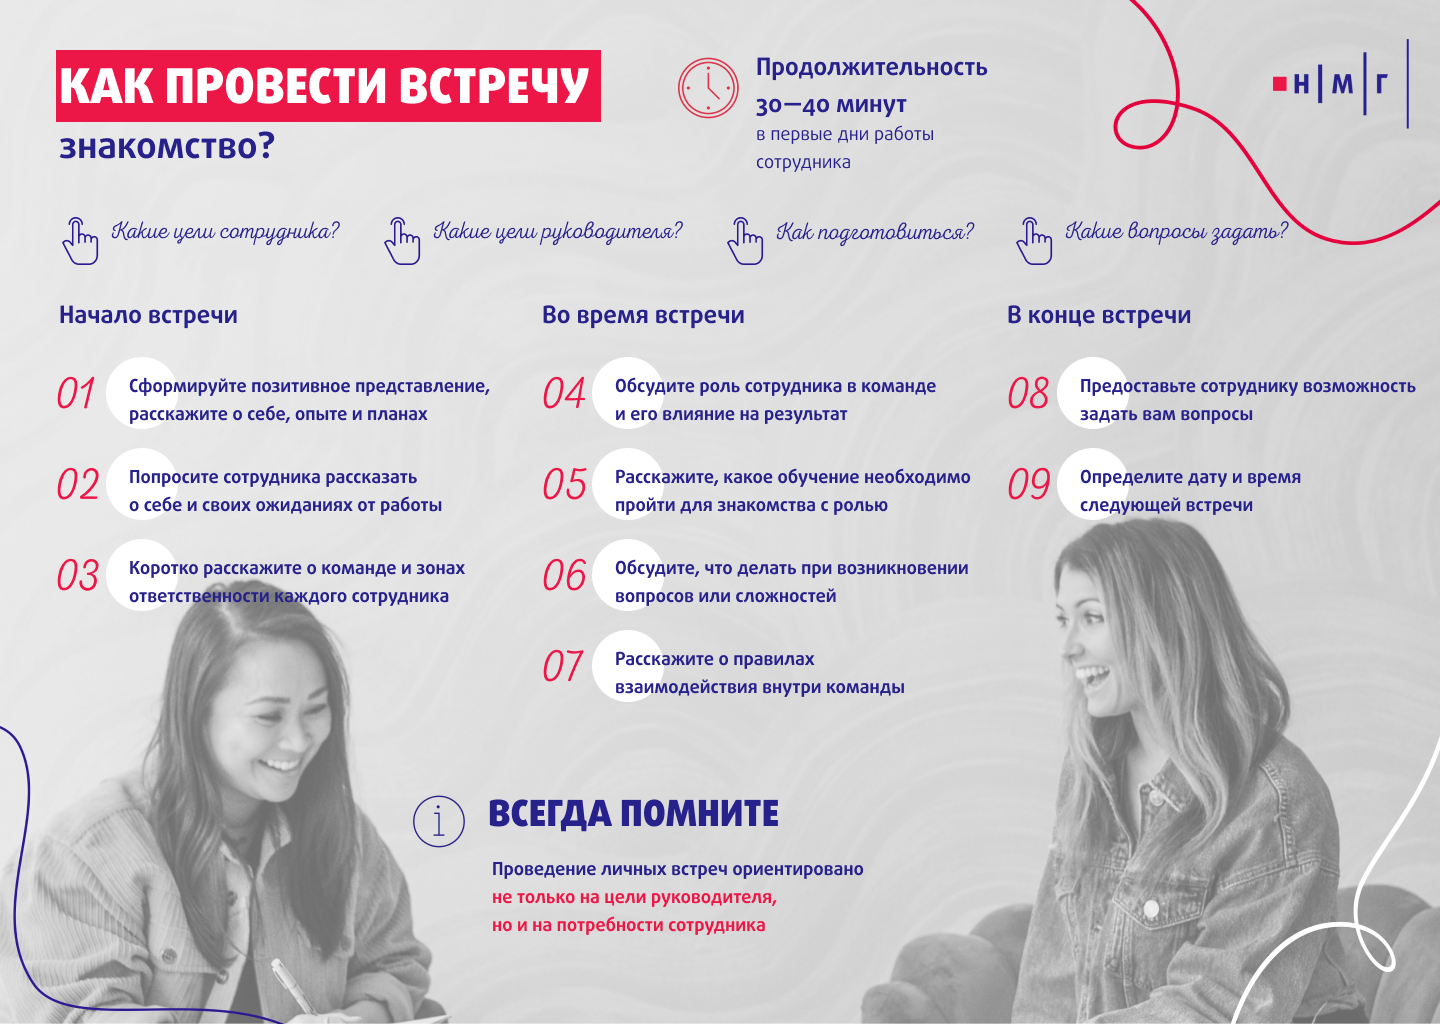 КАК ПРОВЕСТИ ВСТРЕЧУ
знакомство?
Продолжительность
30—40 минут
в первые дни работы
сотрудника
Н М Г
Какие цели сотрудника?
Какие цели руководителя?
Как подготовиться?
Какие вопросы задать?
Начало встречи
01
Сформируйте позитивное представление,
расскажите о себе, опыте и планах
02
Попросите сотрудника рассказать
о себе и своих ожиданиях от работы
03
Коротко расскажите о команде и зонах
ответственности каждого сотрудника
Во время встречи
04
Обсудите роль сотрудника в команде
и его влияние на результат
05
Расскажите, какое обучение необходимо
пройти для знакомства с ролью
06
Обсудите, что делать при возникновении
вопросов или сложностей
07
Расскажите о правилах
взаимодействия внутри команды
В конце встречи
08
Предоставьте сотруднику возможность
задать вам вопросы
09
Определите дату и время
следующей встречи
i
ВСЕГДА ПОМНИТЕ
Проведение личных встреч ориентировано
не только на цели руководителя,
но и на потребности сотрудника